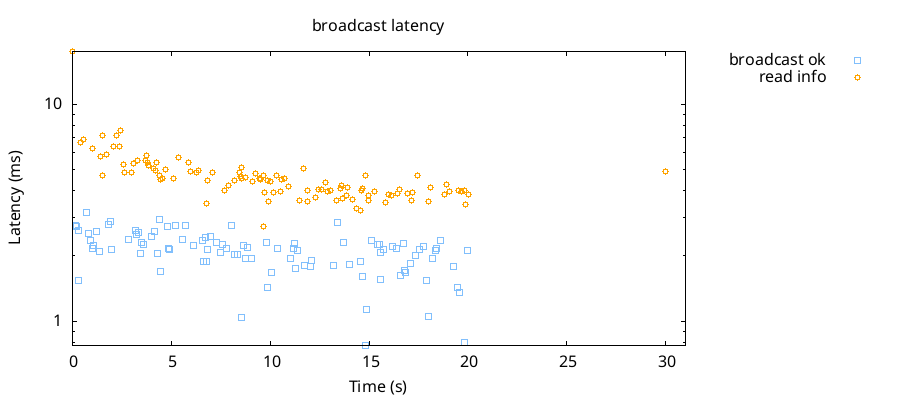 broadcast latency
broadcast ok
read info
10
1
Latency (ms)
0 5 10 15 20 25 30
Time (s)